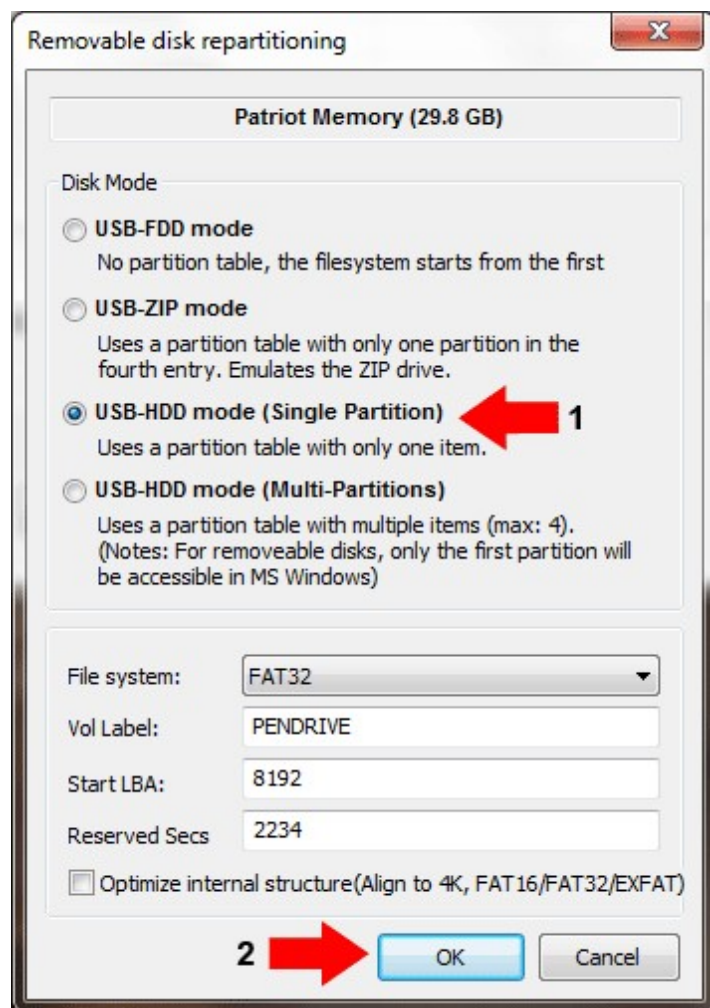 Removable disk repartitioning
Patriot Memory (29.8 GB)
Disk Mode
USB-FDD mode
No partition table, the filesystem starts from the first
USB-ZIP mode
Uses a partition table with only one partition in the
fourth entry. Emulates the ZIP drive.
USB-HDD mode (Single Partition)
1
Uses a partition table with only one item.
USB-HDD mode (Multi-Partitions)
Uses a partition table with multiple items (max: 4).
(Notes: For removeable disks, only the first partition will
be accessible in MS Windows)
File system: FAT32
Vol Label: PENDRIVE
Start LBA: 8192
Reserved Secs 2234
Optimize internal structure(Align to 4K, FAT16/FAT32/EXFAT)
2 OK Cancel